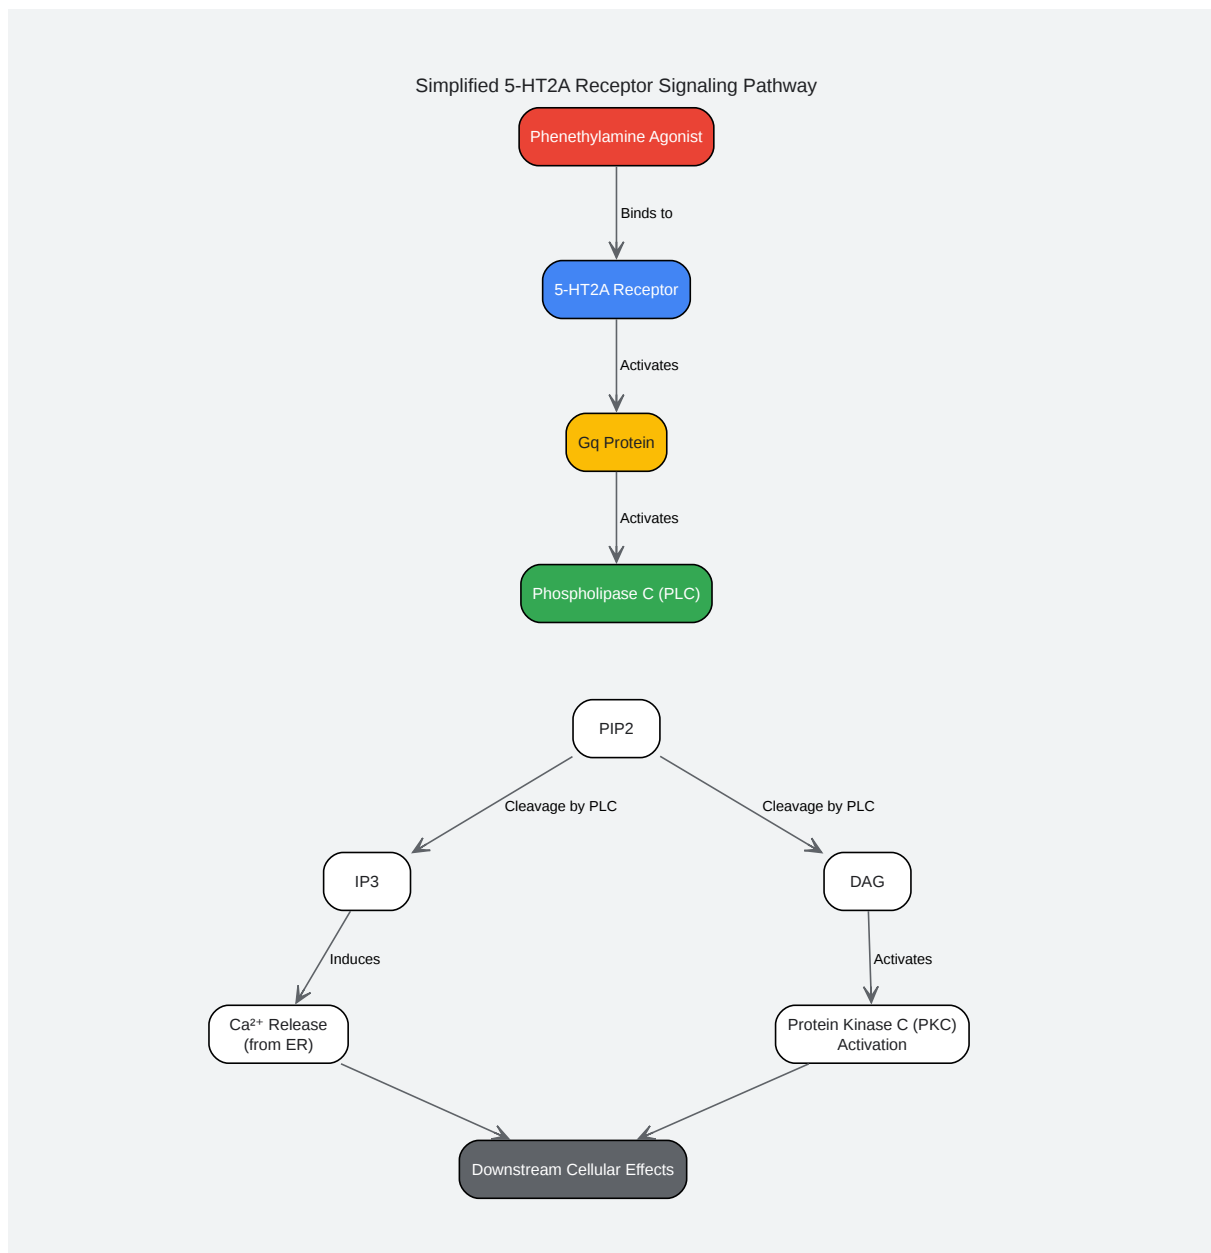 Simplified 5-HT2A Receptor Signaling Pathway
Phenethylamine Agonist
Binds to
5-HT2A Receptor
Activates
Gq Protein
Activates
Phospholipase C (PLC)
PIP2
Cleavage by PLC
Cleavage by PLC
IP3
DAG
Induces
Activates
Ca²⁺ Release
(from ER)
Protein Kinase C (PKC)
Activation
Downstream Cellular Effects